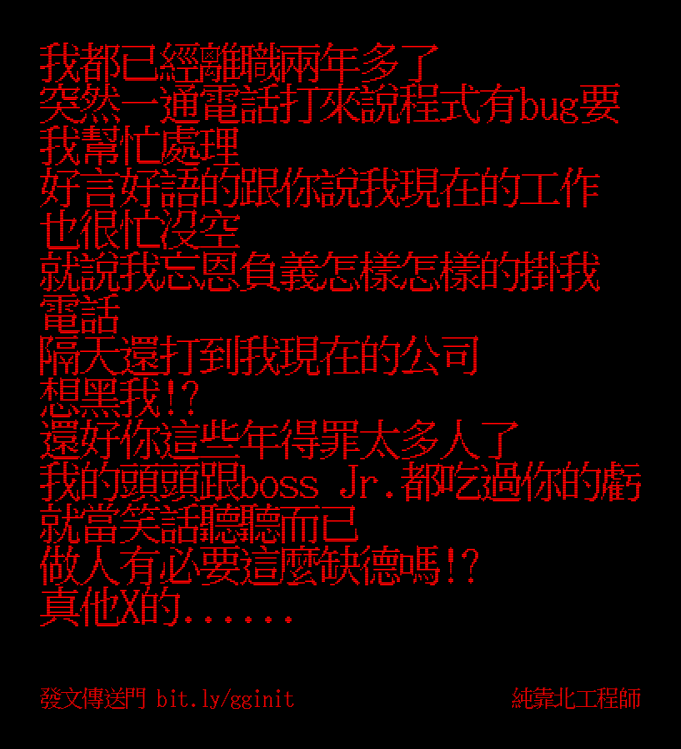 我都已經離職兩年多了
突然一通電話打來說程式有bug要
我幫忙處理
好言好語的跟你說我現在的工作
也很忙沒空
就說我忘恩負義怎樣怎樣的掛我
電話
隔天還打到我現在的公司
想黑我!?
還好你這些年得罪太多人了
我的頭頭跟boss Jr.都吃過你的虧
就當笑話聽聽而已
做人有必要這麼缺德嗎!?
真他X的......
發文傳送門 bit.ly/gginit
純靠北工程師